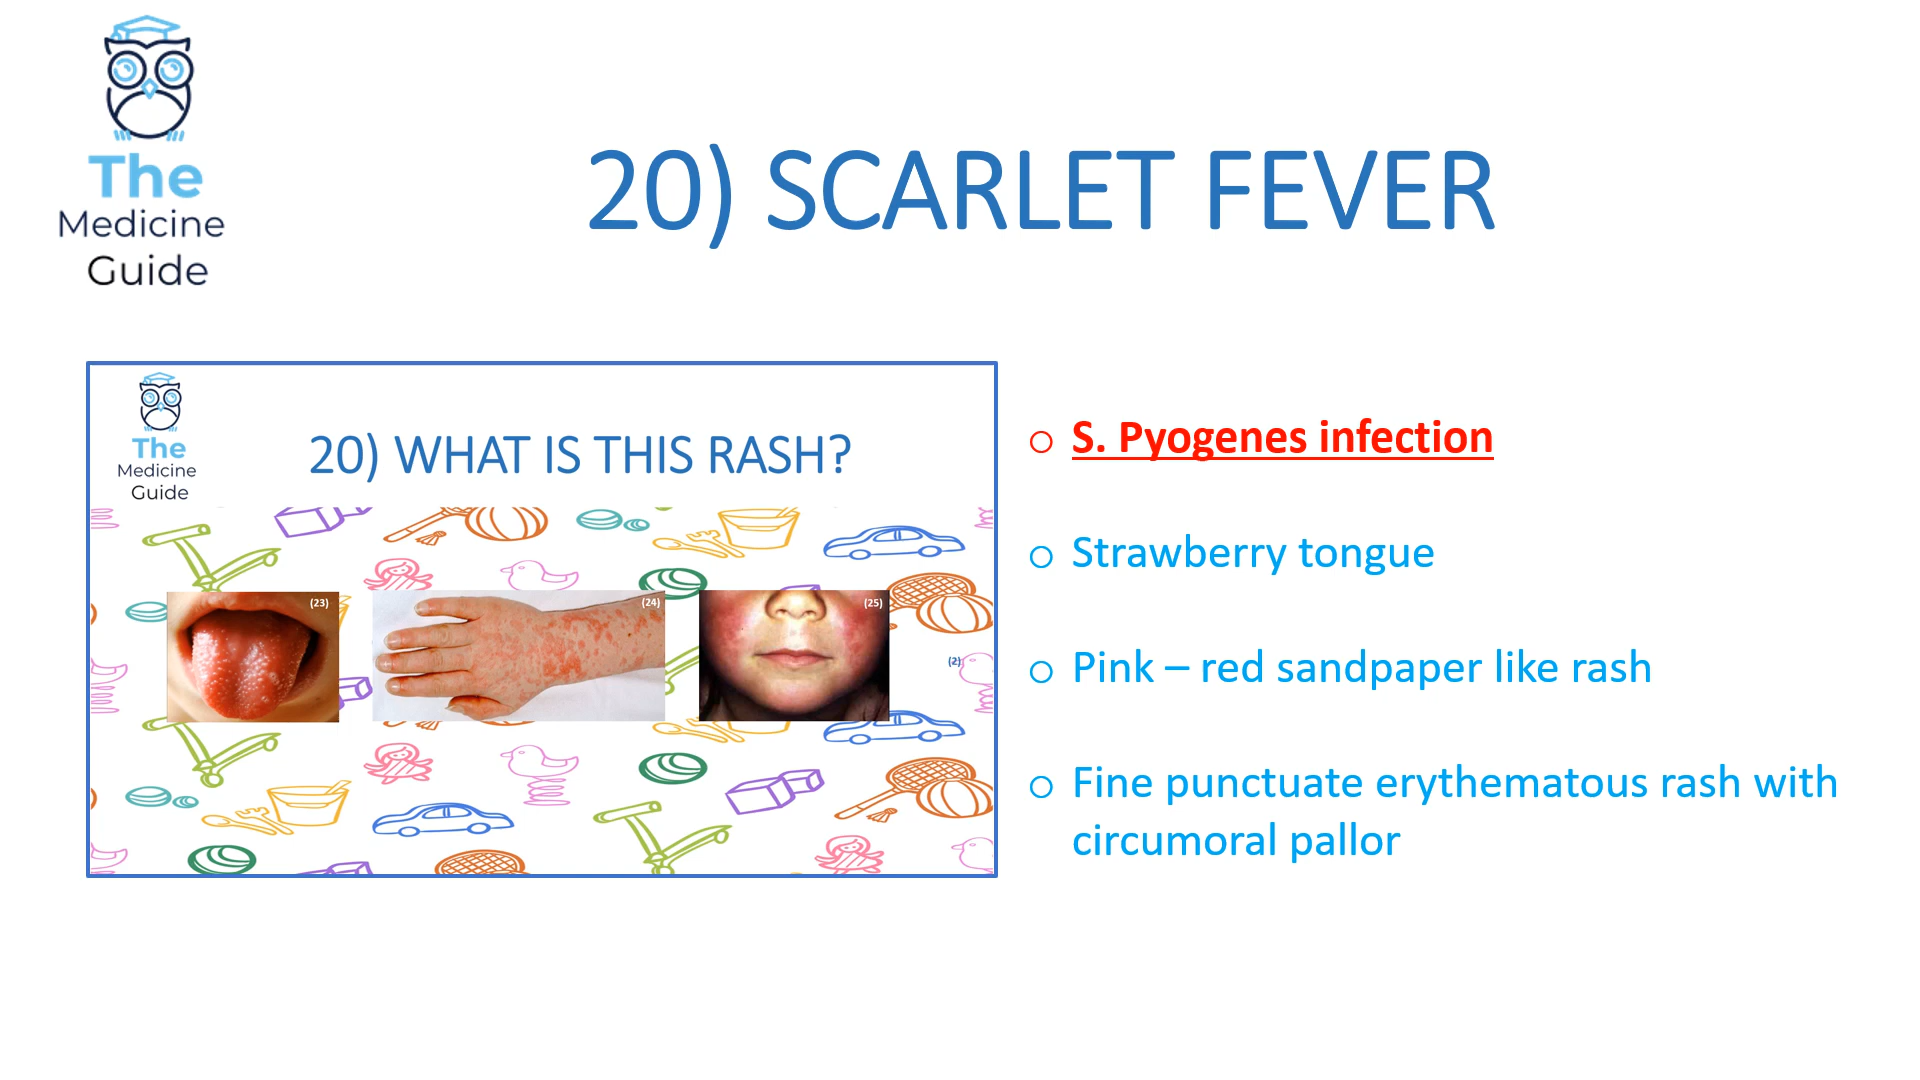 The
Medicine
Guide
20) SCARLET FEVER
The
Medicine
Guide
20) WHAT IS THIS RASH?
(23)
(24)
(25)
(2)
S. Pyogenes infection
Strawberry tongue
Pink – red sandpaper like rash
Fine punctuate erythematous rash with
circumoral pallor